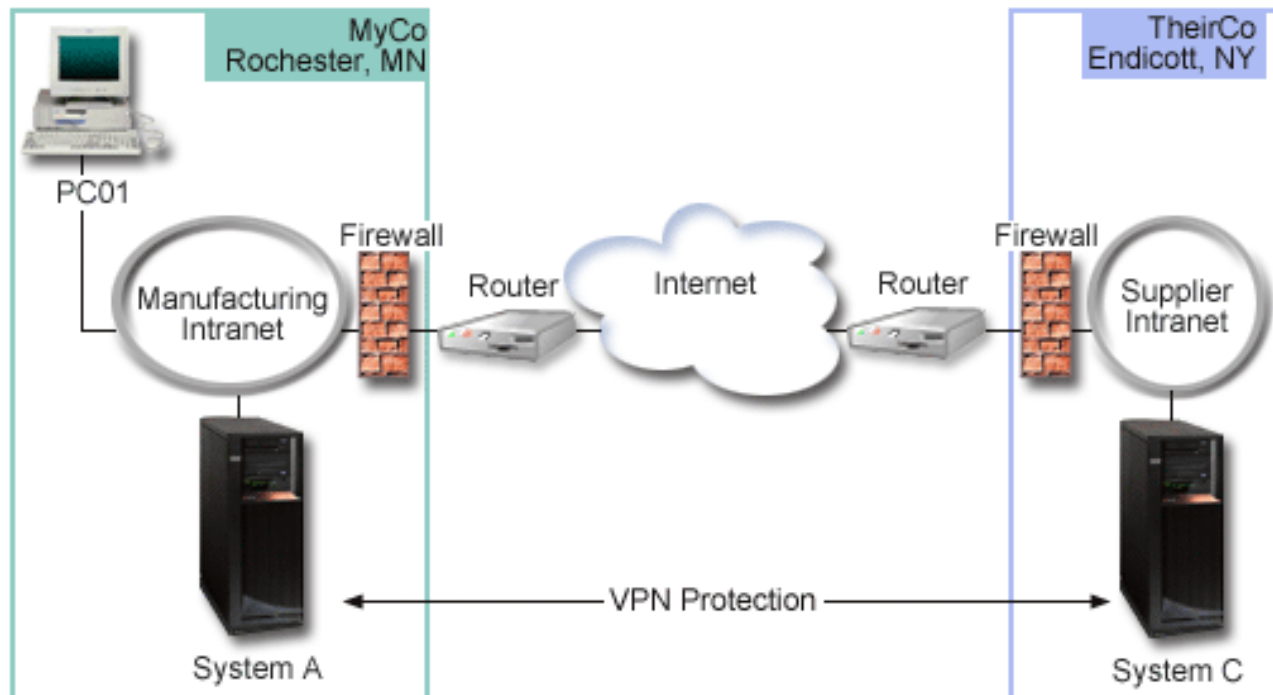 MyCo
Rochester, MN
TheirCo
Endicott, NY
PC01
Firewall
Manufacturing
Intranet
Router
Internet
Router
Firewall
Supplier
Intranet
VPN Protection
System A
System C